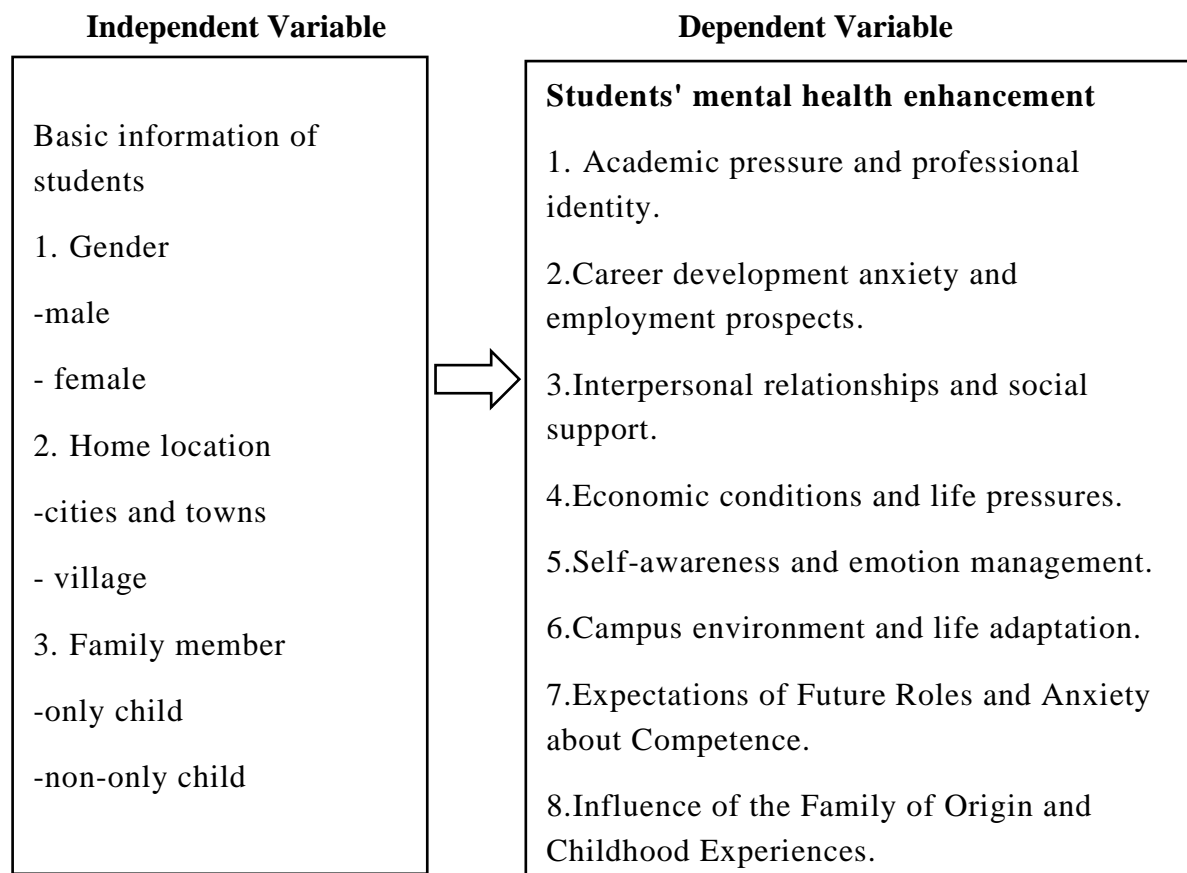 Independent Variable
Basic information of
students
1. Gender
-male
- female
2. Home location
-cities and towns
- village
3. Family member
-only child
-non-only child
Dependent Variable
Students' mental health enhancement
1. Academic pressure and professional
identity.
2.Career development anxiety and
employment prospects.
3.Interpersonal relationships and social
support.
4.Economic conditions and life pressures.
5.Self-awareness and emotion management.
6.Campus environment and life adaptation.
7.Expectations of Future Roles and Anxiety
about Competence.
8.Influence of the Family of Origin and
Childhood Experiences.